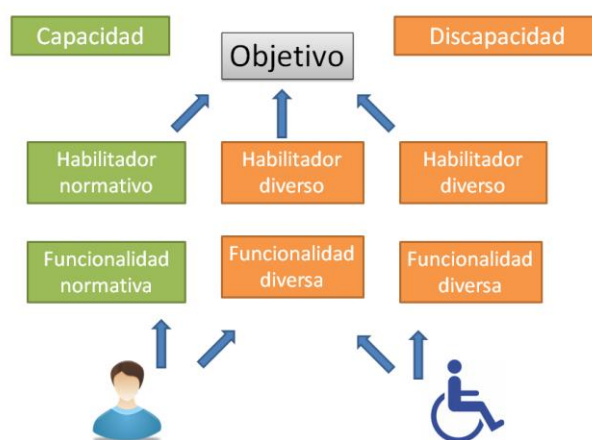 Capacidad
Objetivo
Discapacidad
Habilitador
normativo
Habilitador
diverso
Habilitador
diverso
Funcionalidad
normativa
Funcionalidad
diversa
Funcionalidad
diversa